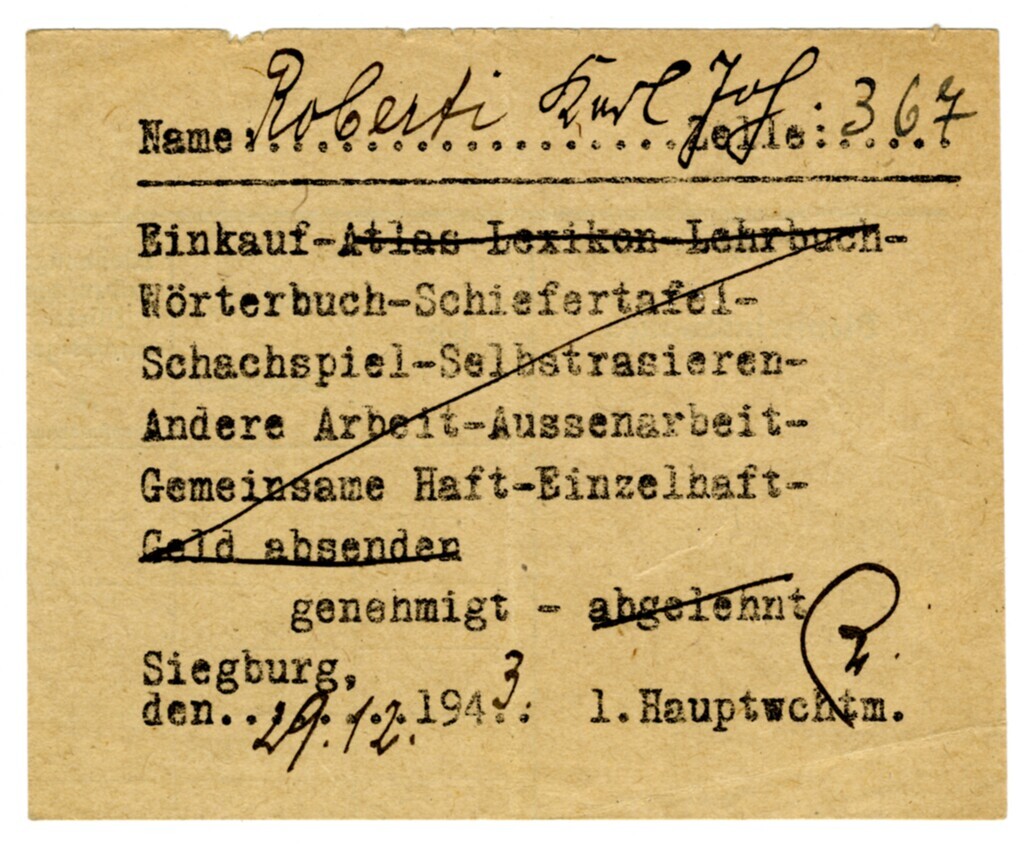 Name: Roberti Karl Joh. Zelle: 367
Einkauf-Atlas-Lexikon-Lehrbuch-
Wörterbuch-Schiefertafel-
Schachspiel-Selbstrasieren-
Andere Arbeit-Aussenarbeit-
Gemeinsame Haft-Einzelhaft-
Geld absenden
genehmigt - abgelehnt
Siegburg,
den..29.12.1943. 1.Hauptwchtm.